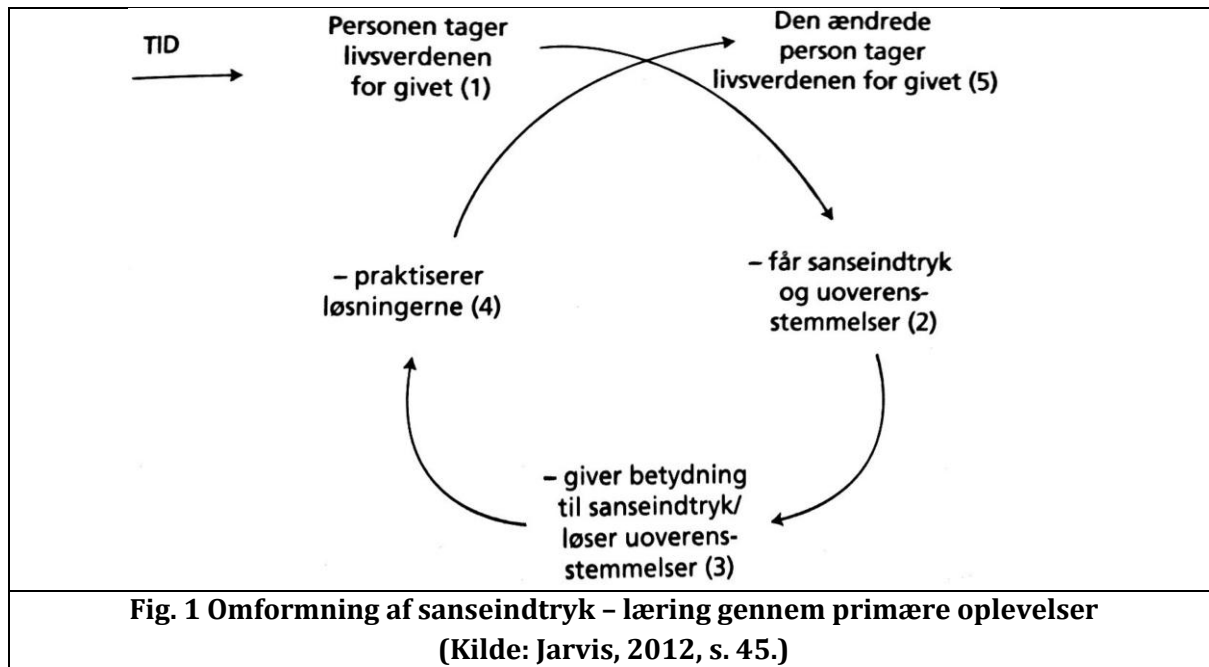 TID
Personen tager
livsverdenen
for givet (1)
Den ændrede
person tager
livsverdenen for givet (5)
– får sanseindtryk
og uoverens-
stemmelser (2)
– praktiserer
løsningerne (4)
– giver betydning
til sanseindtryk/
løser uoverens-
stemmelser (3)
Fig. 1 Omformning af sanseindtryk – læring gennem primære oplevelser
(Kilde: Jarvis, 2012, s. 45.)